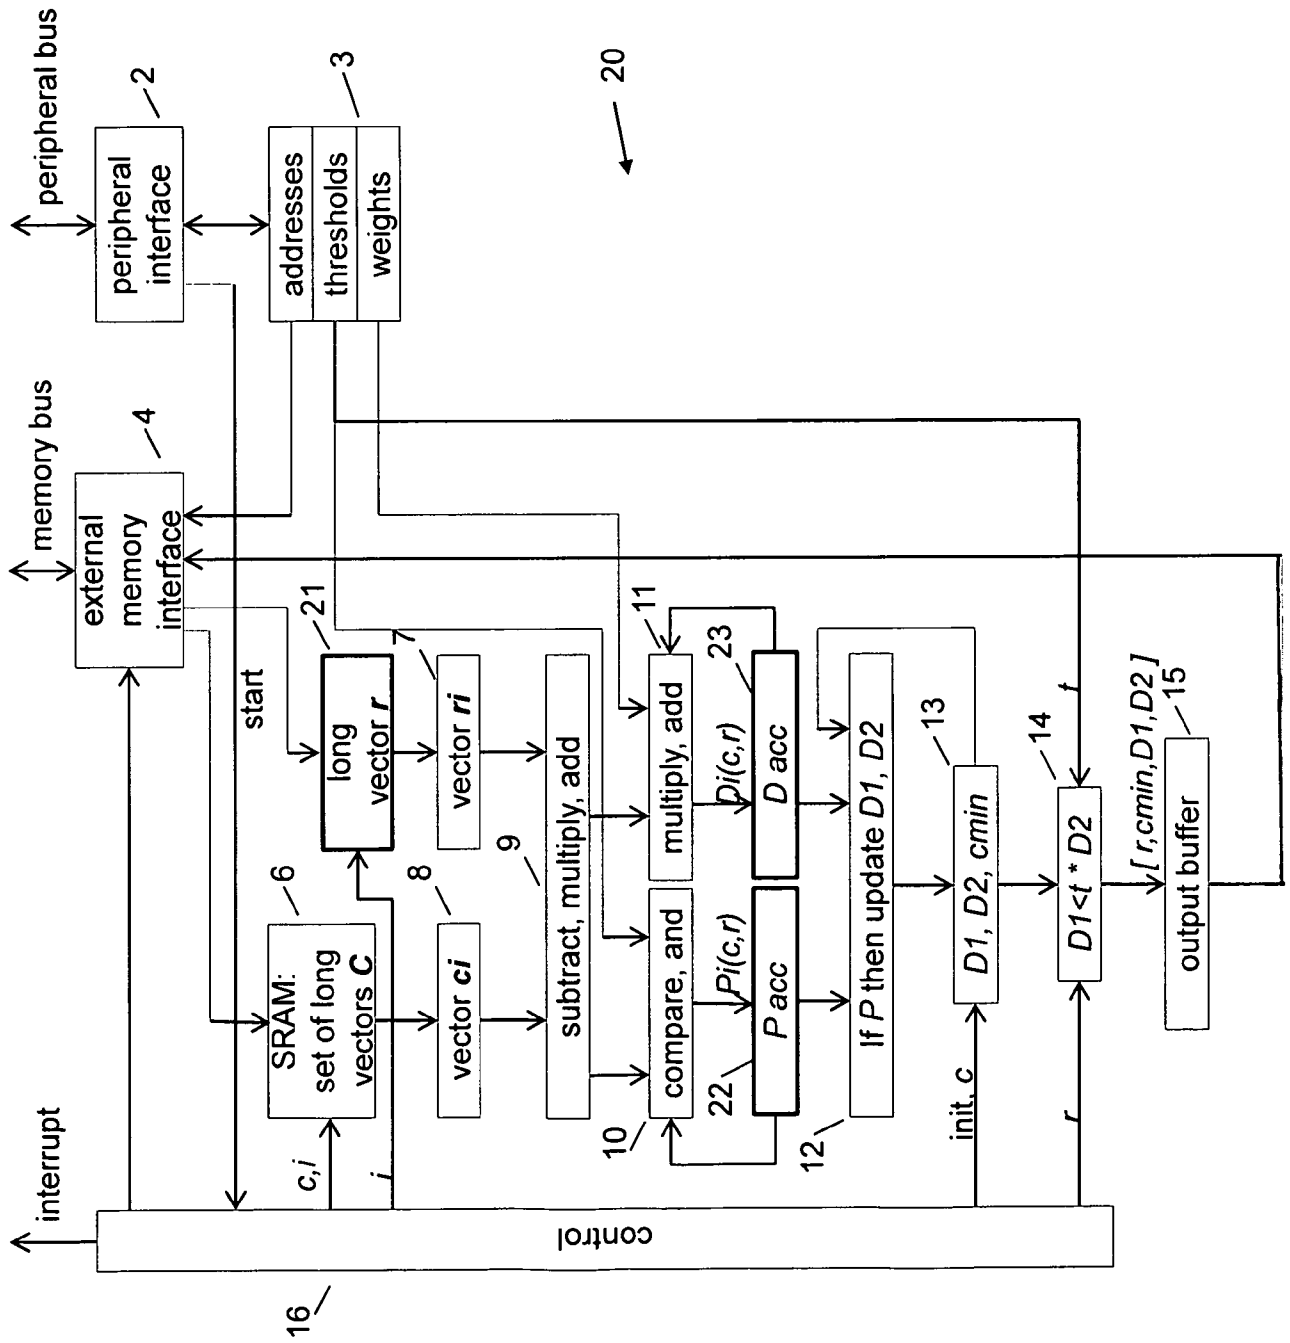 interrupt
memory bus
peripheral bus
16
control
external
memory
interface
4
peripheral
interface
2
start
addresses
thresholds
weights
3
20
c,i
i
SRAM:
set of long
vectors C
6
long
vector r
21
vector ci
8
vector ri
7
subtract, multiply, add
9
10
compare, and
multiply, add
11
Pi(c,r)
Di(c,r)
22
P acc
D acc
23
12
If P then update D1, D2
init, c
D1, D2, cmin
13
r
D1<t * D2
14
t
[r,cmin,D1,D2]
output buffer
15